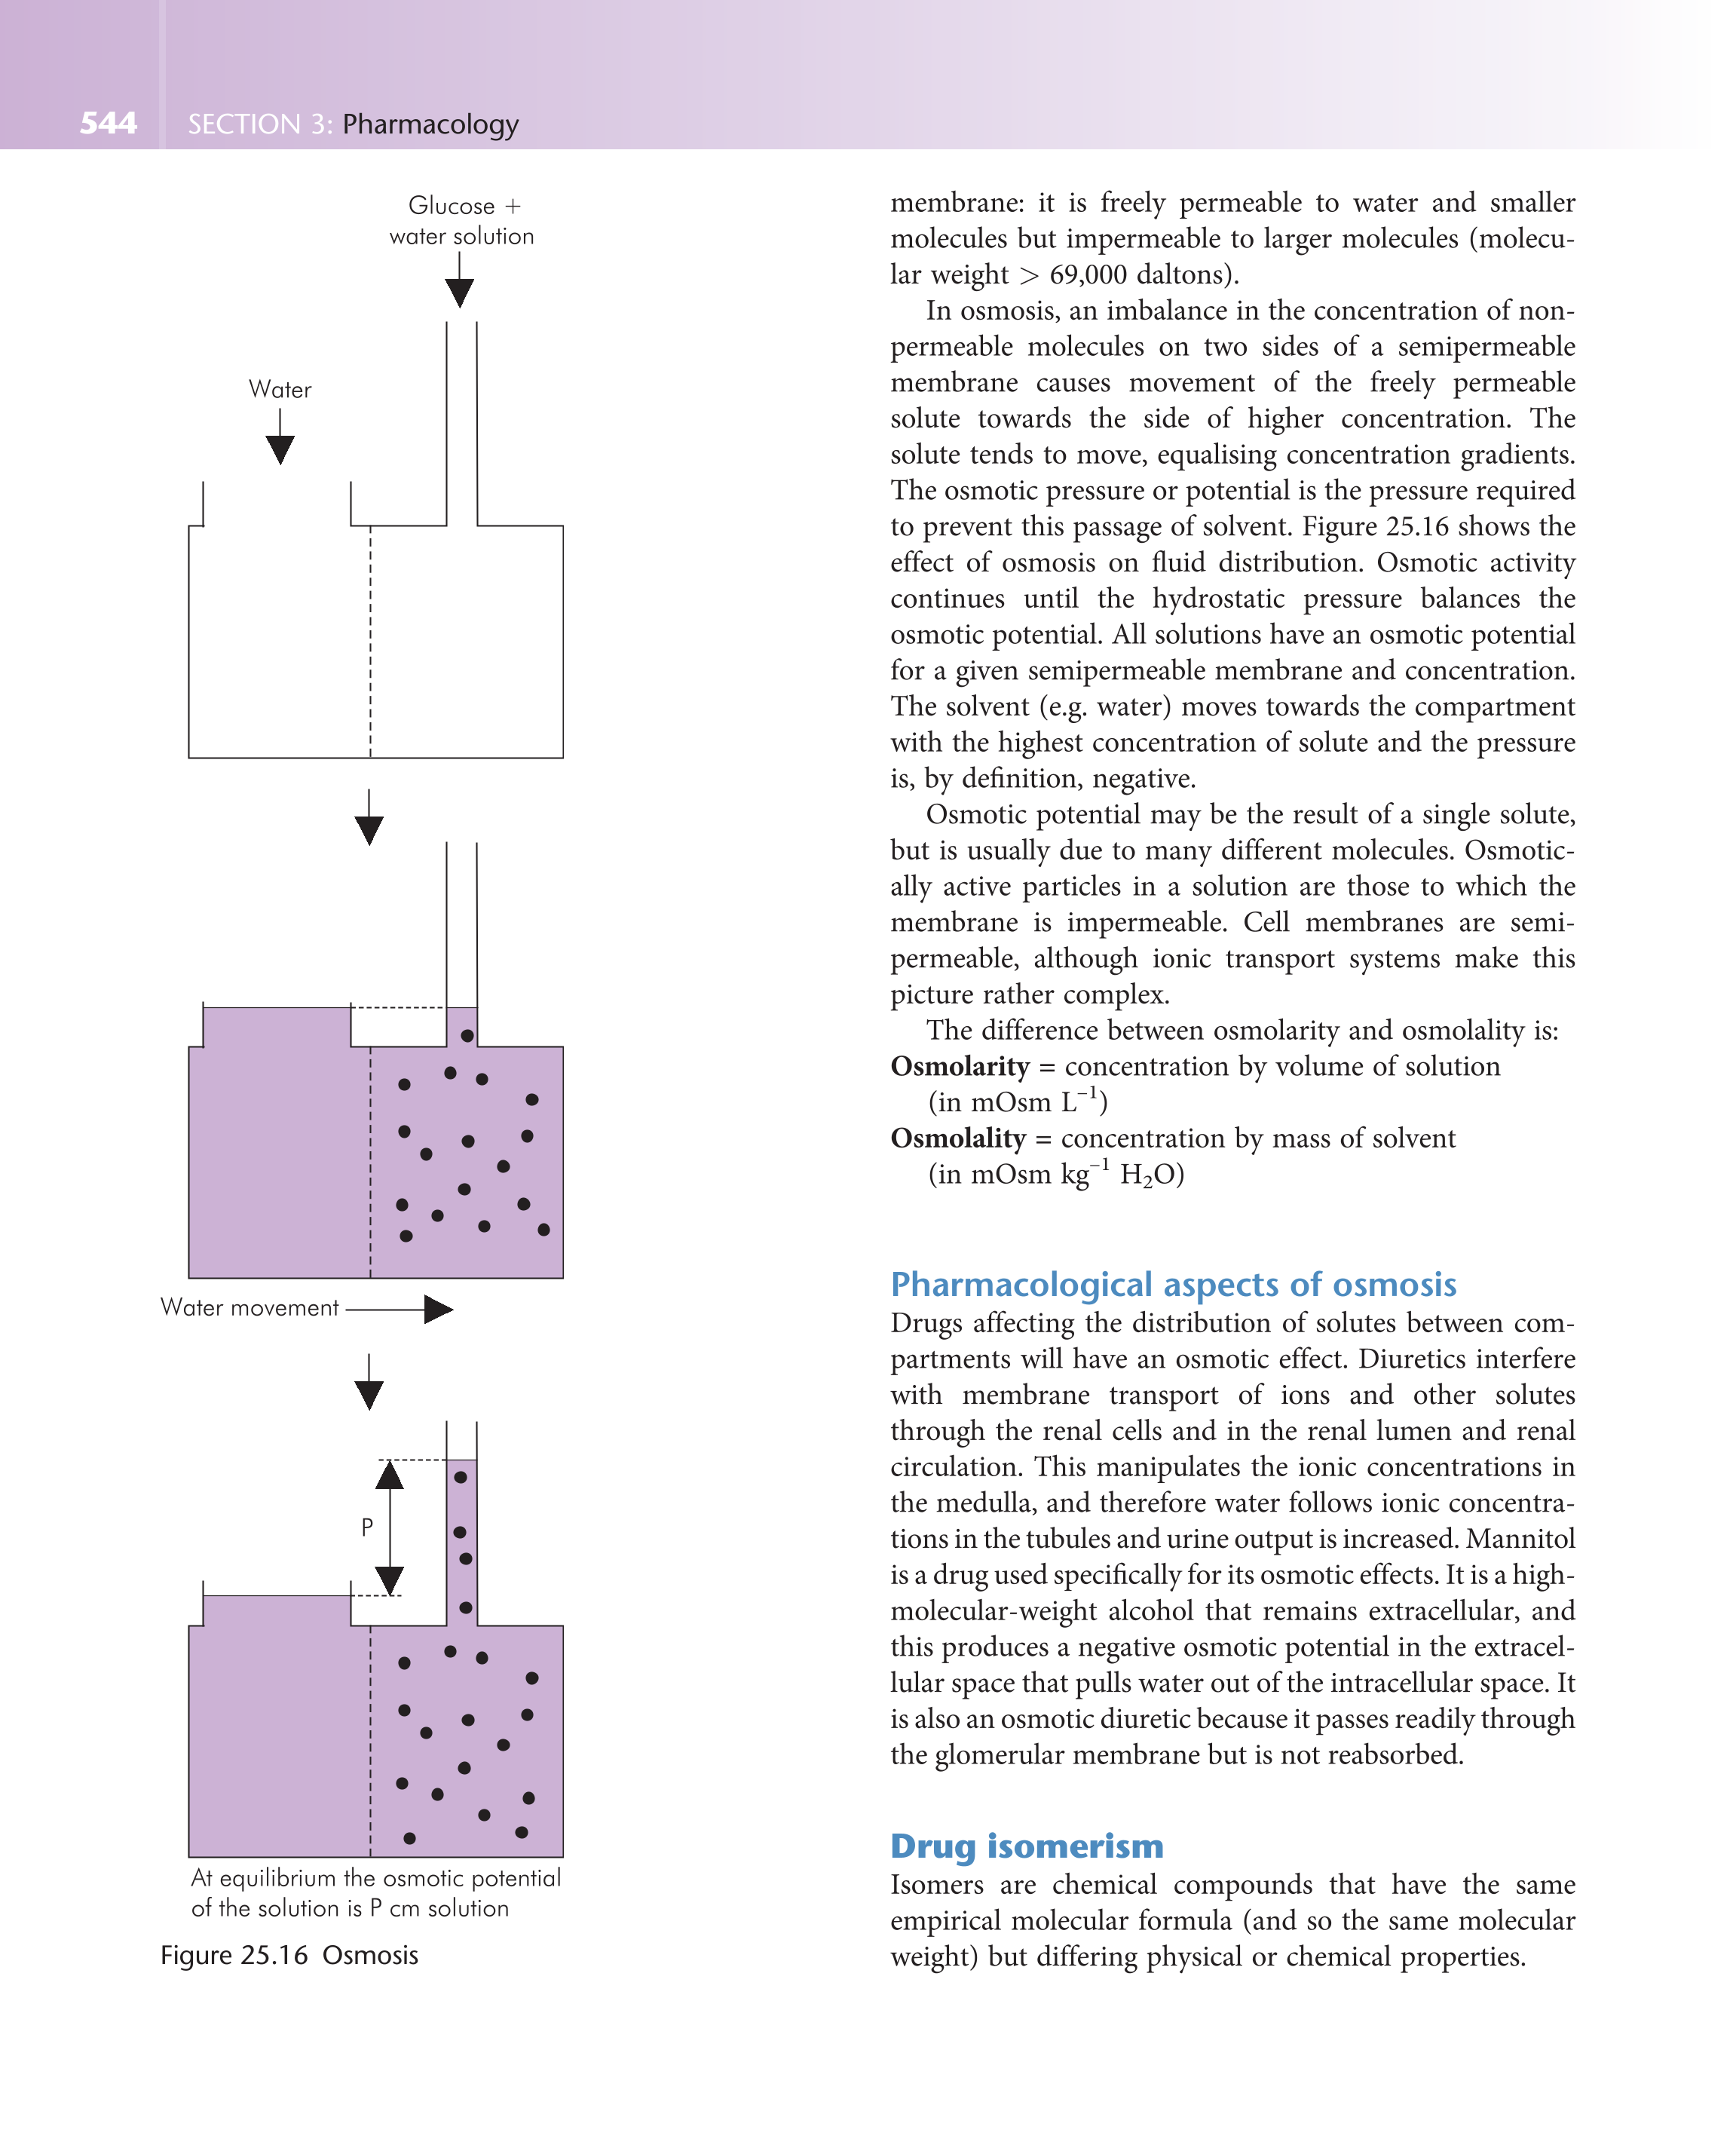 544 SECTION 3: Pharmacology
Glucose +
water solution
Water
Water movement
P
At equilibrium the osmotic potential
of the solution is P cm solution
Figure 25.16 Osmosis
membrane: it is freely permeable to water and smaller
molecules but impermeable to larger molecules (molecu-
lar weight > 69,000 daltons).
In osmosis, an imbalance in the concentration of non-
permeable molecules on two sides of a semipermeable
membrane causes movement of the freely permeable
solute towards the side of higher concentration. The
solute tends to move, equalising concentration gradients.
The osmotic pressure or potential is the pressure required
to prevent this passage of solvent. Figure 25.16 shows the
effect of osmosis on fluid distribution. Osmotic activity
continues until the hydrostatic pressure balances the
osmotic potential. All solutions have an osmotic potential
for a given semipermeable membrane and concentration.
The solvent (e.g. water) moves towards the compartment
with the highest concentration of solute and the pressure
is, by definition, negative.
Osmotic potential may be the result of a single solute,
but is usually due to many different molecules. Osmotic-
ally active particles in a solution are those to which the
membrane is impermeable. Cell membranes are semi-
permeable, although ionic transport systems make this
picture rather complex.
The difference between osmolarity and osmolality is:
Osmolarity = concentration by volume of solution
(in mOsm L⁻¹)
Osmolality = concentration by mass of solvent
(in mOsm kg⁻¹ H₂O)
Pharmacological aspects of osmosis
Drugs affecting the distribution of solutes between com-
partments will have an osmotic effect. Diuretics interfere
with membrane transport of ions and other solutes
through the renal cells and in the renal lumen and renal
circulation. This manipulates the ionic concentrations in
the medulla, and therefore water follows ionic concentra-
tions in the tubules and urine output is increased. Mannitol
is a drug used specifically for its osmotic effects. It is a high-
molecular-weight alcohol that remains extracellular, and
this produces a negative osmotic potential in the extracel-
lular space that pulls water out of the intracellular space. It
is also an osmotic diuretic because it passes readily through
the glomerular membrane but is not reabsorbed.
Drug isomerism
Isomers are chemical compounds that have the same
empirical molecular formula (and so the same molecular
weight) but differing physical or chemical properties.